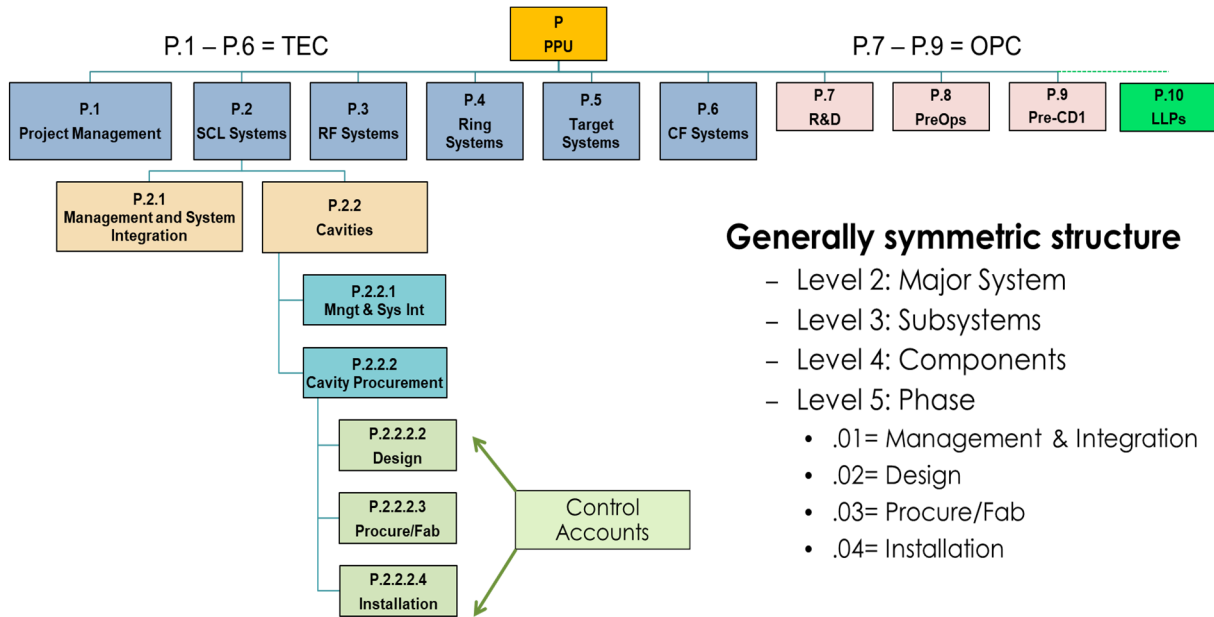 P
PPU
P.1 – P.6 = TEC
P.7 – P.9 = OPC
P.1
Project Management
P.2
SCL Systems
P.3
RF Systems
P.4
Ring
Systems
P.5
Target
Systems
P.6
CF Systems
P.7
R&D
P.8
PreOps
P.9
Pre-CD1
P.10
LLPs
P.2.1
Management and System
Integration
P.2.2
Cavities
P.2.2.1
Mngt & Sys Int
P.2.2.2
Cavity Procurement
P.2.2.2.2
Design
P.2.2.2.3
Procure/Fab
P.2.2.2.4
Installation
Control
Accounts
Generally symmetric structure
– Level 2: Major System
– Level 3: Subsystems
– Level 4: Components
– Level 5: Phase
• .01= Management & Integration
• .02= Design
• .03= Procure/Fab
• .04= Installation